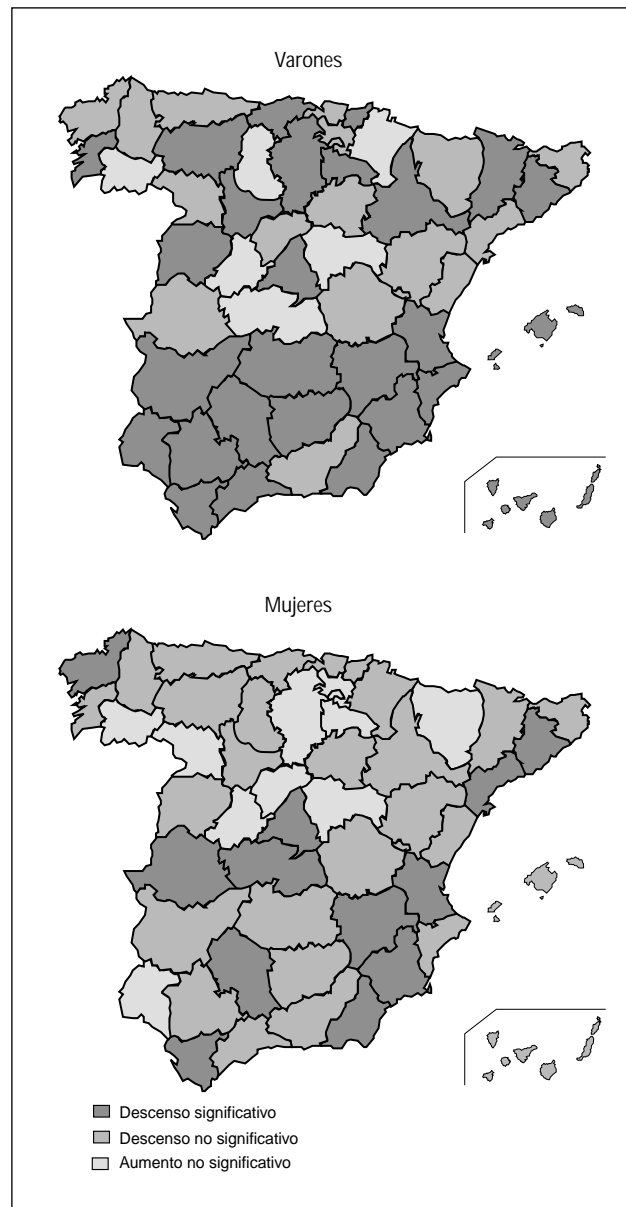 Varones
Mujeres
Descenso significativo
Descenso no significativo
Aumento no significativo